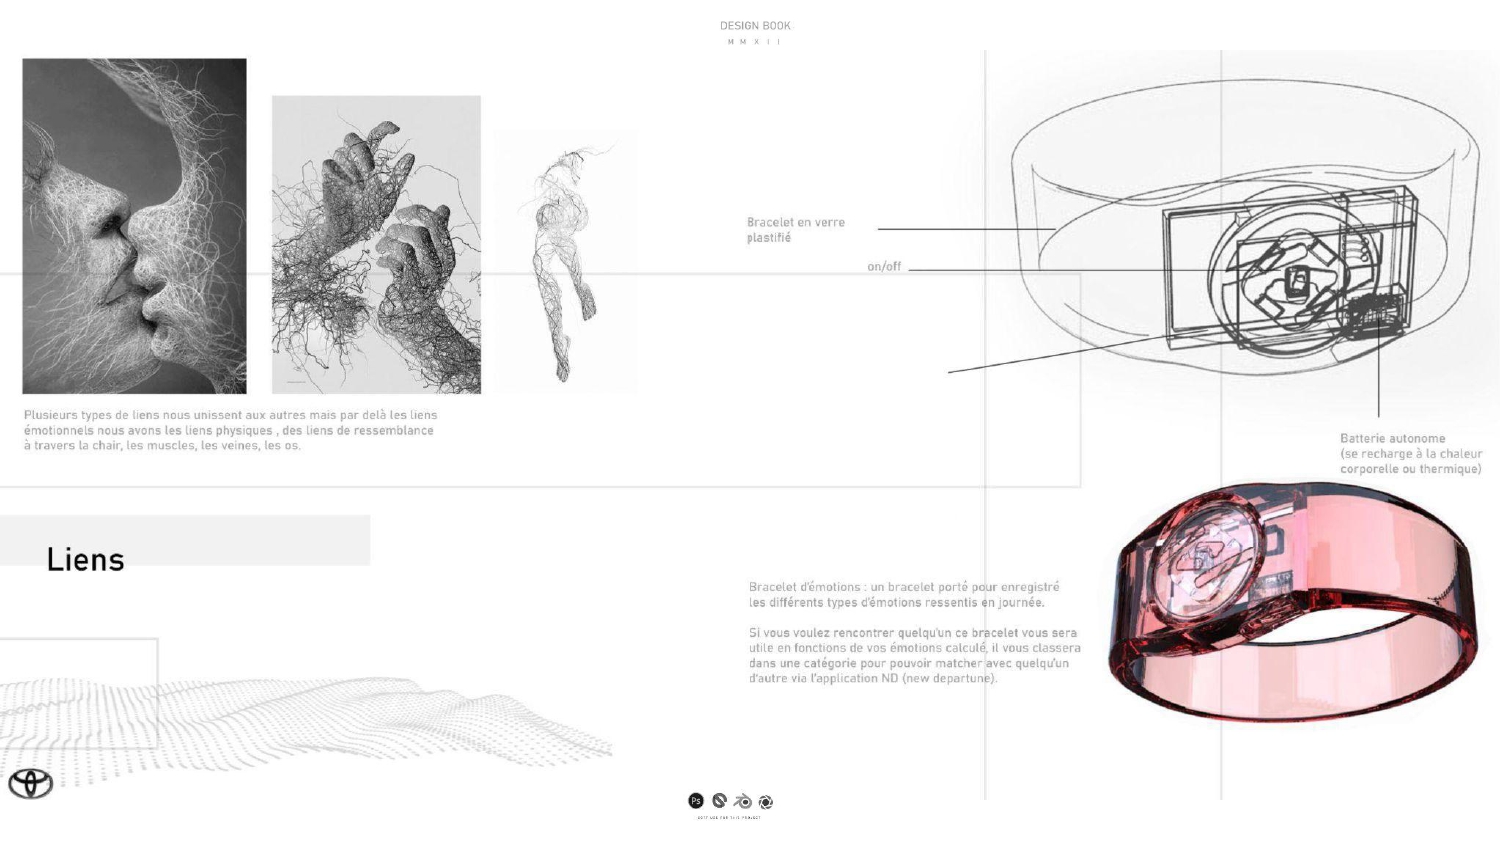 DESIGN BOOK
M M X I I
Bracelet en verre
plastifié
on/off
Plusieurs types de liens nous unissent aux autres mais par delà les liens
émotionnels nous avons les liens physiques , des liens de ressemblance
à travers la chair, les muscles, les veines, les os.
Batterie autonome
(se recharge à la chaleur
corporelle ou thermique)
Liens
Bracelet d'émotions : un bracelet porté pour enregistré
les différents types d'émotions ressentis en journée.
Si vous voulez rencontrer quelqu'un ce bracelet vous sera
utile en fonctions de vos émotions calculé, il vous classera
dans une catégorie pour pouvoir matcher avec quelqu'un
d'autre via l'application ND (new departune).
Ps
SOFT USE FOR THIS PROJECT